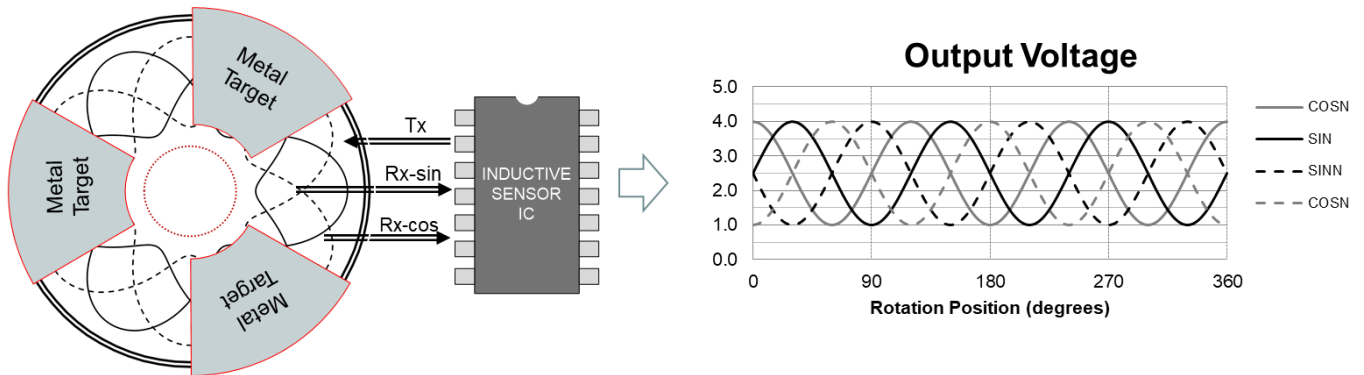 Metal
Target
Metal
Target
Metal
Target
Tx
Rx-sin
Rx-cos
INDUCTIVE
SENSOR
IC
Output Voltage
5.0
4.0
3.0
2.0
1.0
0.0
0 90 180 270 360
Rotation Position (degrees)
COSN
SIN
SINN
COSN